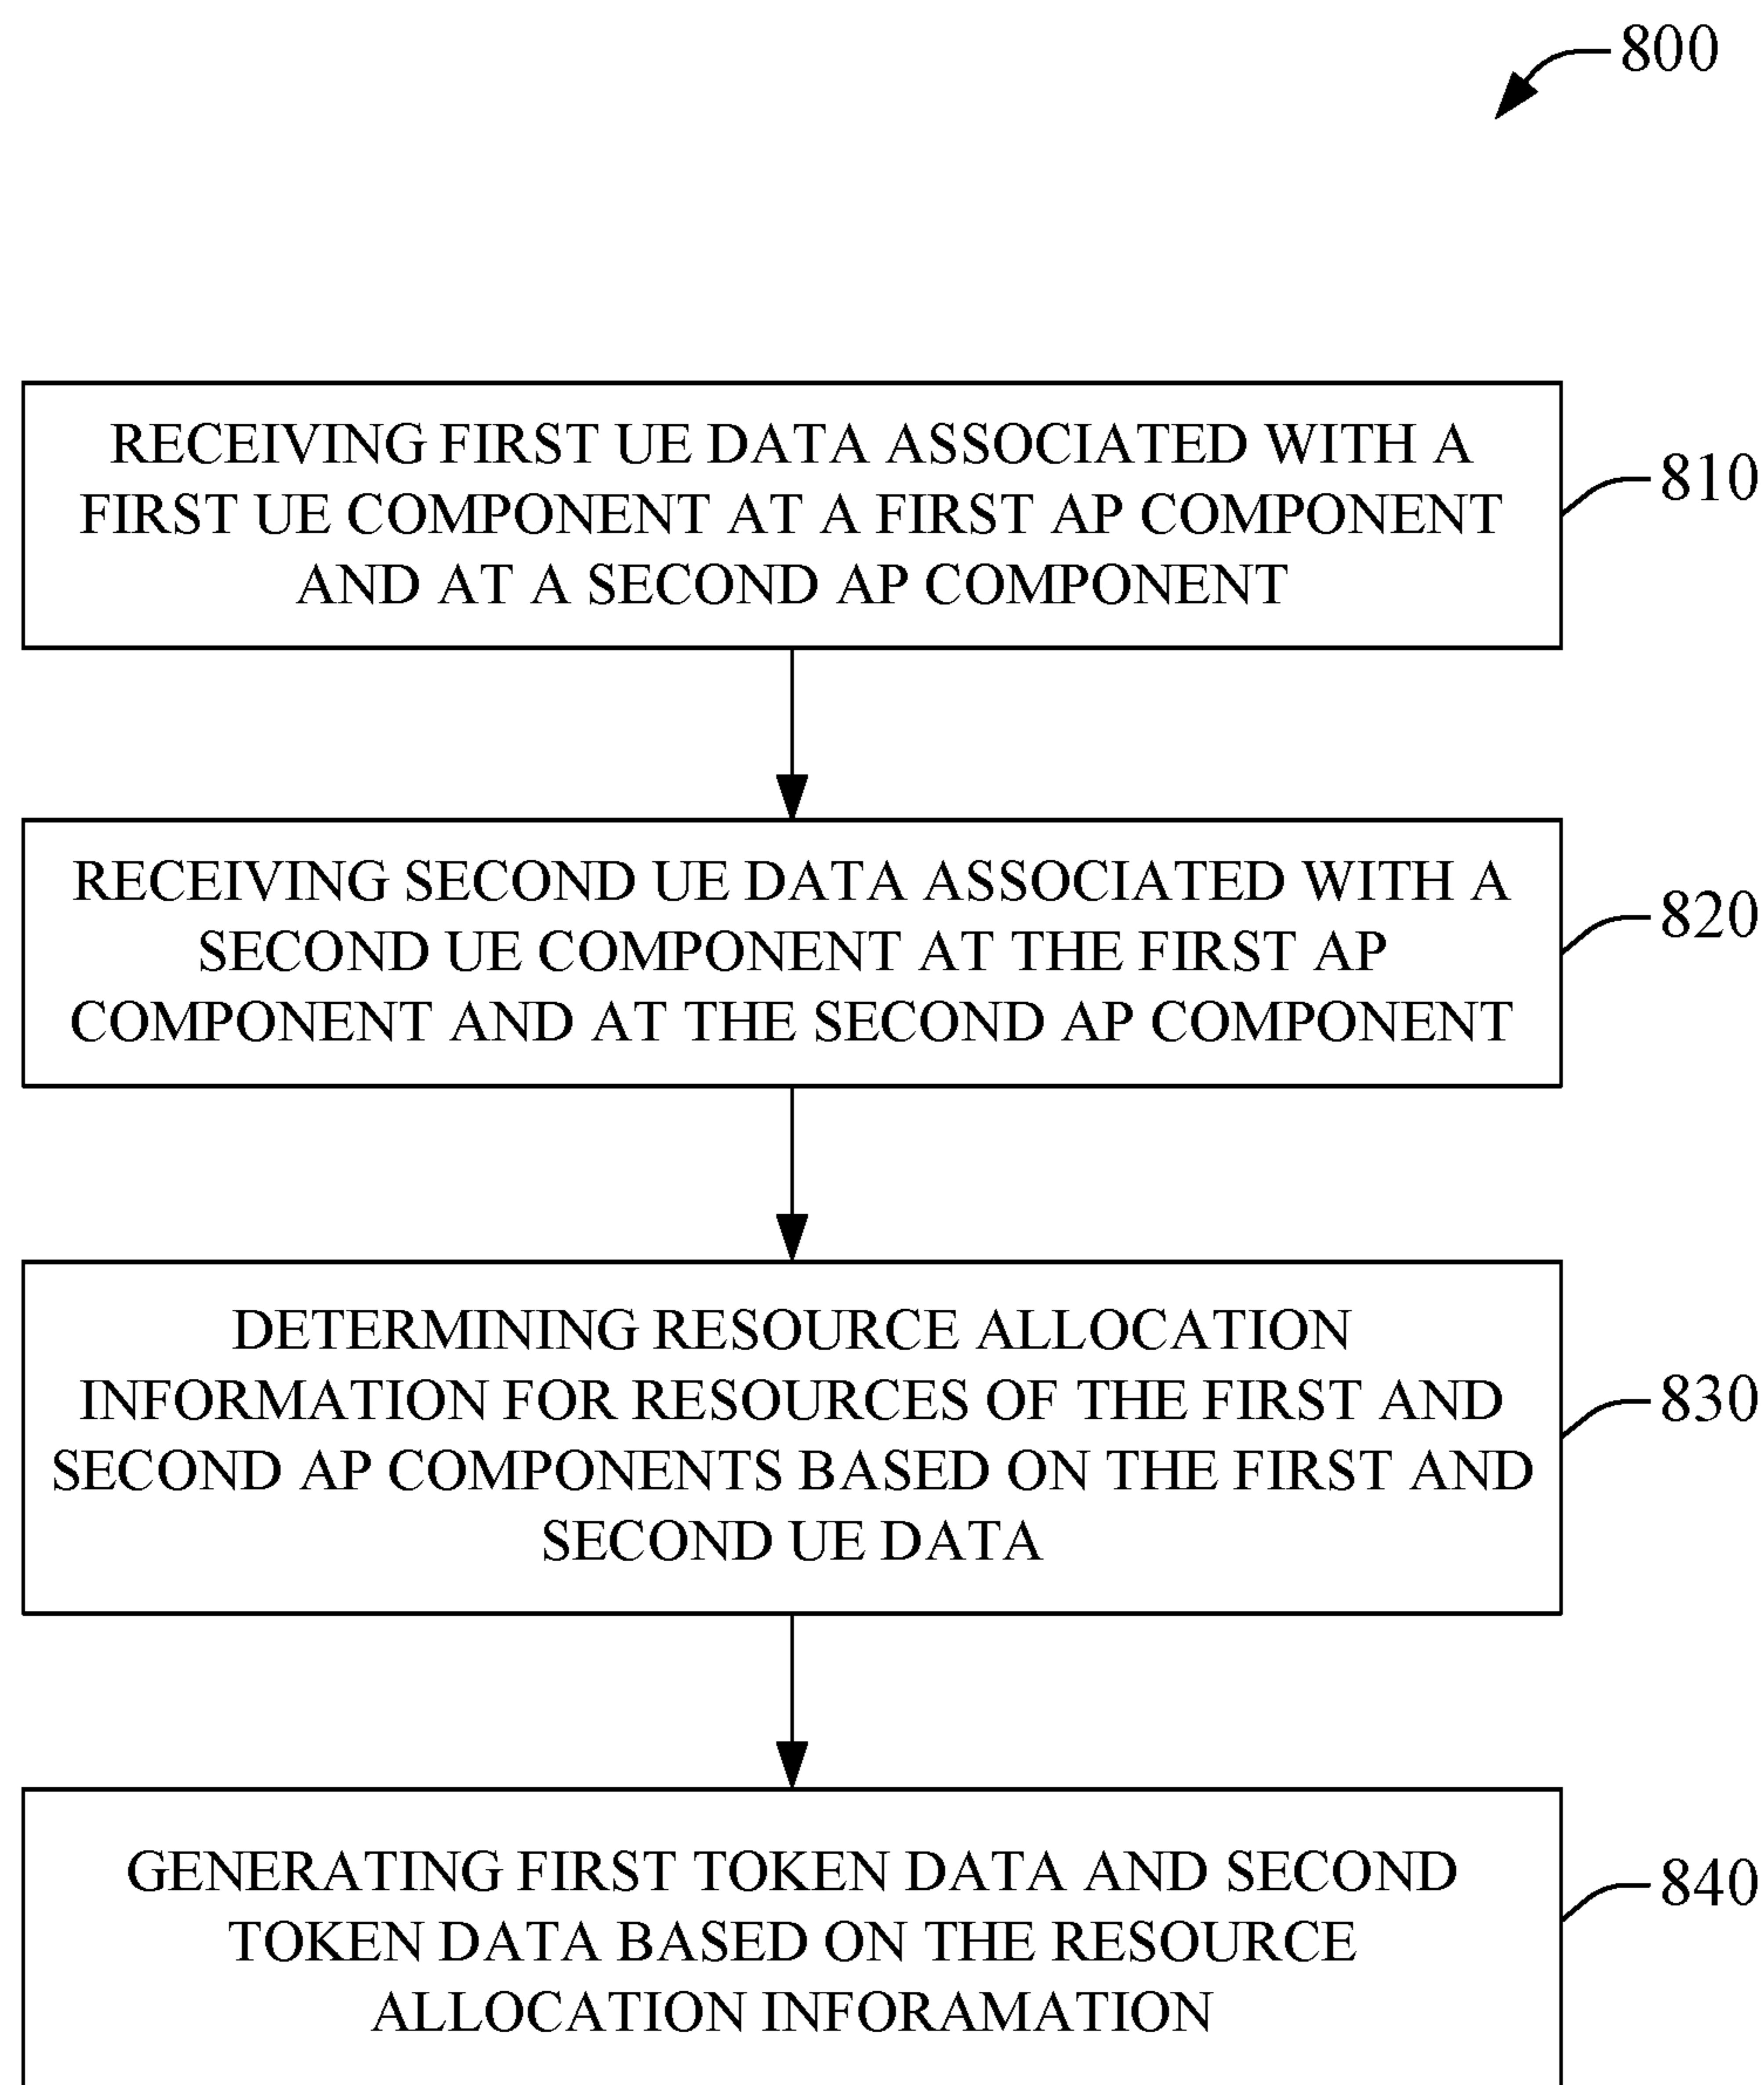 800
RECEIVING FIRST UE DATA ASSOCIATED WITH A
FIRST UE COMPONENT AT A FIRST AP COMPONENT
AND AT A SECOND AP COMPONENT
810
RECEIVING SECOND UE DATA ASSOCIATED WITH A
SECOND UE COMPONENT AT THE FIRST AP
COMPONENT AND AT THE SECOND AP COMPONENT
820
DETERMINING RESOURCE ALLOCATION
INFORMATION FOR RESOURCES OF THE FIRST AND
SECOND AP COMPONENTS BASED ON THE FIRST AND
SECOND UE DATA
830
GENERATING FIRST TOKEN DATA AND SECOND
TOKEN DATA BASED ON THE RESOURCE
ALLOCATION INFORAMATION
840